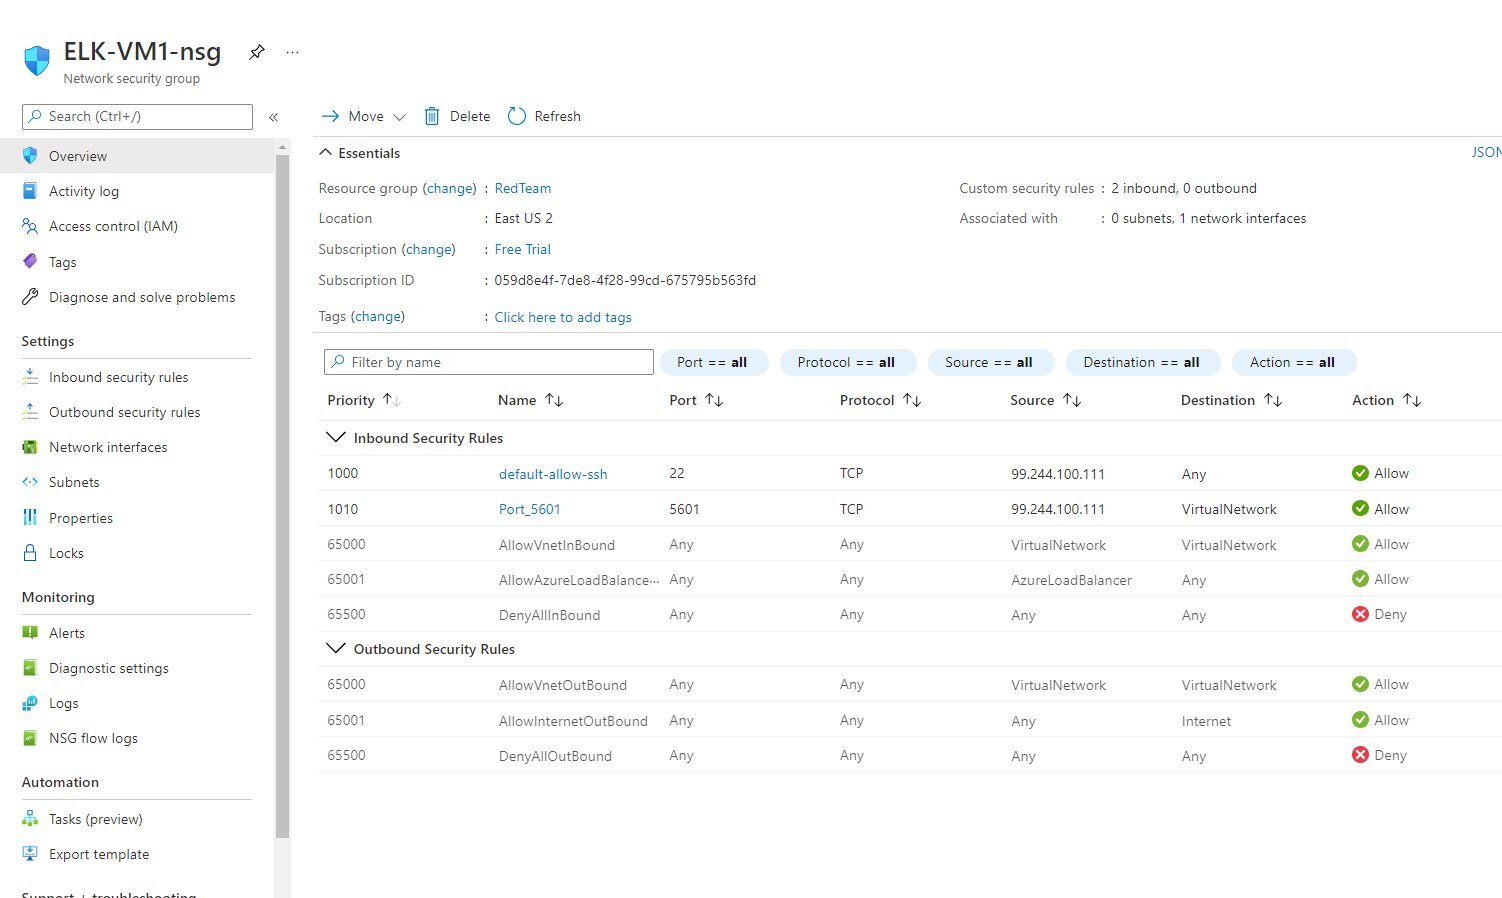 ELK-VM1-nsg
Network security group
Search (Ctrl+/)
«
Overview
Activity log
Access control (IAM)
Tags
Diagnose and solve problems
Settings
Inbound security rules
Outbound security rules
Network interfaces
Subnets
Properties
Locks
Monitoring
Alerts
Diagnostic settings
Logs
NSG flow logs
Automation
Tasks (preview)
Export template
Support + troubleshooting
Move Delete Refresh
Essentials JSON
Resource group (change) : RedTeam
Location : East US 2
Subscription (change) : Free Trial
Subscription ID : 059d8e4f-7de8-4f28-99cd-675795b563fd
Tags (change) : Click here to add tags
Custom security rules : 2 inbound, 0 outbound
Associated with : 0 subnets, 1 network interfaces
Filter by name Port == all Protocol == all Source == all Destination == all Action == all
Priority Name Port Protocol Source Destination Action
Inbound Security Rules
1000 default-allow-ssh 22 TCP 99.244.100.111 Any Allow
1010 Port_5601 5601 TCP 99.244.100.111 VirtualNetwork Allow
65000 AllowVnetInBound Any Any VirtualNetwork VirtualNetwork Allow
65001 AllowAzureLoadBalance... Any Any AzureLoadBalancer Any Allow
65500 DenyAllInBound Any Any Any Any Deny
Outbound Security Rules
65000 AllowVnetOutBound Any Any VirtualNetwork VirtualNetwork Allow
65001 AllowInternetOutBound Any Any Any Internet Allow
65500 DenyAllOutBound Any Any Any Any Deny